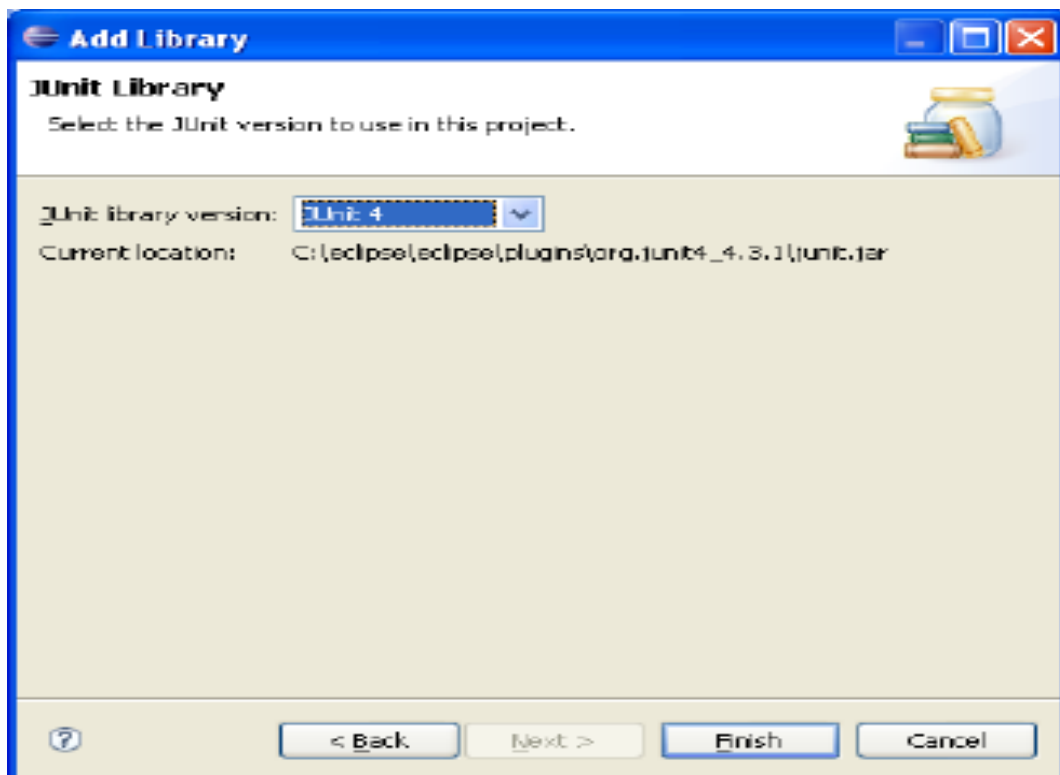 Add Library
JUnit Library
Select the JUnit version to use in this project.
JUnit library version: JUnit 4
Current location: C:\eclipse\eclipse\plugins\org.junit4_4.3.1\junit.jar
?
< Back Next > Finish Cancel